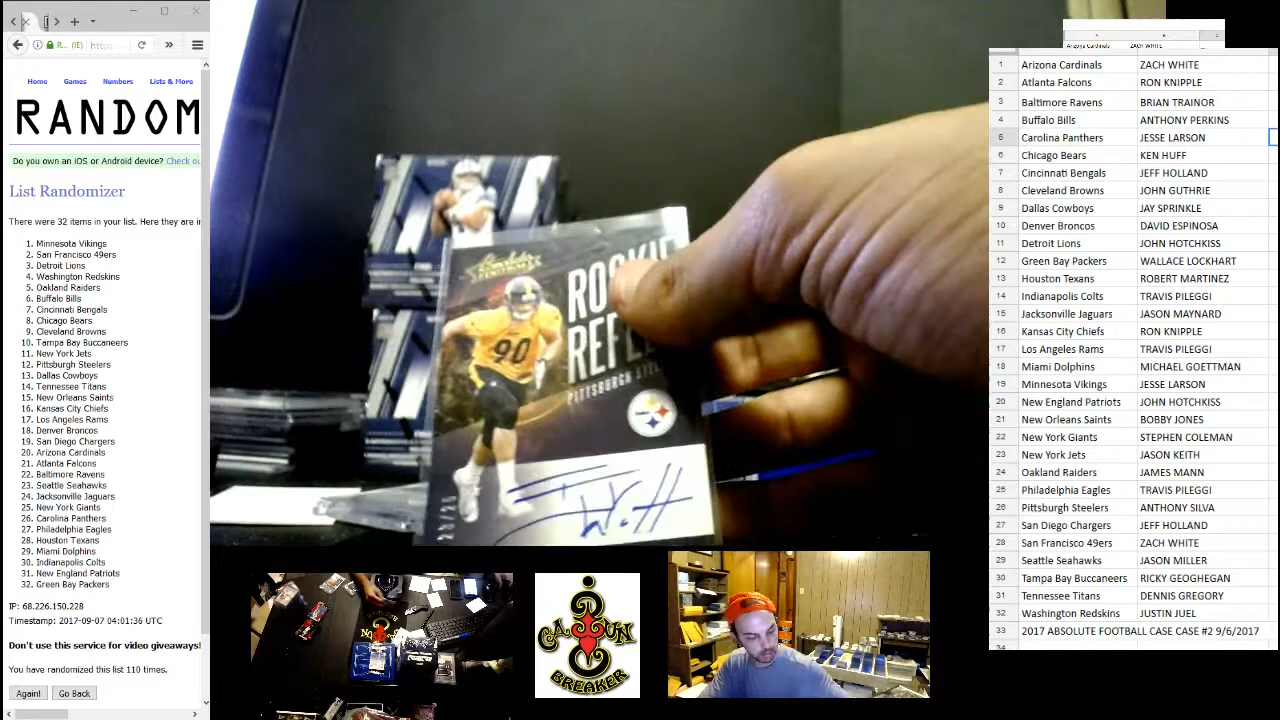 R... (IE) https:
Home Games Numbers Lists & More
RANDOM
Do you own an iOS or Android device? Check ou
List Randomizer
There were 32 items in your list. Here they are i
1. Minnesota Vikings
2. San Francisco 49ers
3. Detroit Lions
4. Washington Redskins
5. Oakland Raiders
6. Buffalo Bills
7. Cincinnati Bengals
8. Chicago Bears
9. Cleveland Browns
10. Tampa Bay Buccaneers
11. New York Jets
12. Pittsburgh Steelers
13. Dallas Cowboys
14. Tennessee Titans
15. New Orleans Saints
16. Kansas City Chiefs
17. Los Angeles Rams
18. Denver Broncos
19. San Diego Chargers
20. Arizona Cardinals
21. Atlanta Falcons
22. Baltimore Ravens
23. Seattle Seahawks
24. Jacksonville Jaguars
25. New York Giants
26. Carolina Panthers
27. Philadelphia Eagles
28. Houston Texans
29. Miami Dolphins
30. Indianapolis Colts
31. New England Patriots
32. Green Bay Packers
IP: 68.226.150.228
Timestamp: 2017-09-07 04:01:36 UTC
Don't use this service for video giveaways!
You have randomized this list 110 times.
Again! Go Back
Absolute
ROOKIE
REFL
PITTSBURGH STE
90
CAJUN
BREAKER
Arizona Cardinals ZACH WHITE
1 Arizona Cardinals ZACH WHITE
2 Atlanta Falcons RON KNIPPLE
3 Baltimore Ravens BRIAN TRAINOR
4 Buffalo Bills ANTHONY PERKINS
5 Carolina Panthers JESSE LARSON
6 Chicago Bears KEN HUFF
7 Cincinnati Bengals JEFF HOLLAND
8 Cleveland Browns JOHN GUTHRIE
9 Dallas Cowboys JAY SPRINKLE
10 Denver Broncos DAVID ESPINOSA
11 Detroit Lions JOHN HOTCHKISS
12 Green Bay Packers WALLACE LOCKHART
13 Houston Texans ROBERT MARTINEZ
14 Indianapolis Colts TRAVIS PILEGGI
15 Jacksonville Jaguars JASON MAYNARD
16 Kansas City Chiefs RON KNIPPLE
17 Los Angeles Rams TRAVIS PILEGGI
18 Miami Dolphins MICHAEL GOETTMAN
19 Minnesota Vikings JESSE LARSON
20 New England Patriots JOHN HOTCHKISS
21 New Orleans Saints BOBBY JONES
22 New York Giants STEPHEN COLEMAN
23 New York Jets JASON KEITH
24 Oakland Raiders JAMES MANN
25 Philadelphia Eagles TRAVIS PILEGGI
26 Pittsburgh Steelers ANTHONY SILVA
27 San Diego Chargers JEFF HOLLAND
28 San Francisco 49ers ZACH WHITE
29 Seattle Seahawks JASON MILLER
30 Tampa Bay Buccaneers RICKY GEOGHEGAN
31 Tennessee Titans DENNIS GREGORY
32 Washington Redskins JUSTIN JUEL
33 2017 ABSOLUTE FOOTBALL CASE CASE #2 9/6/2017